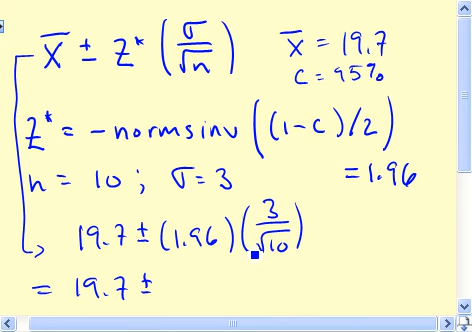 X̄ ± Z* (σ/√n)   X̄ = 19.7
C = 95%
Z* = -normsinv ((1-C)/2)
= 1.96
n = 10 ; σ = 3
19.7 ± (1.96) (3/√10)
= 19.7 ±